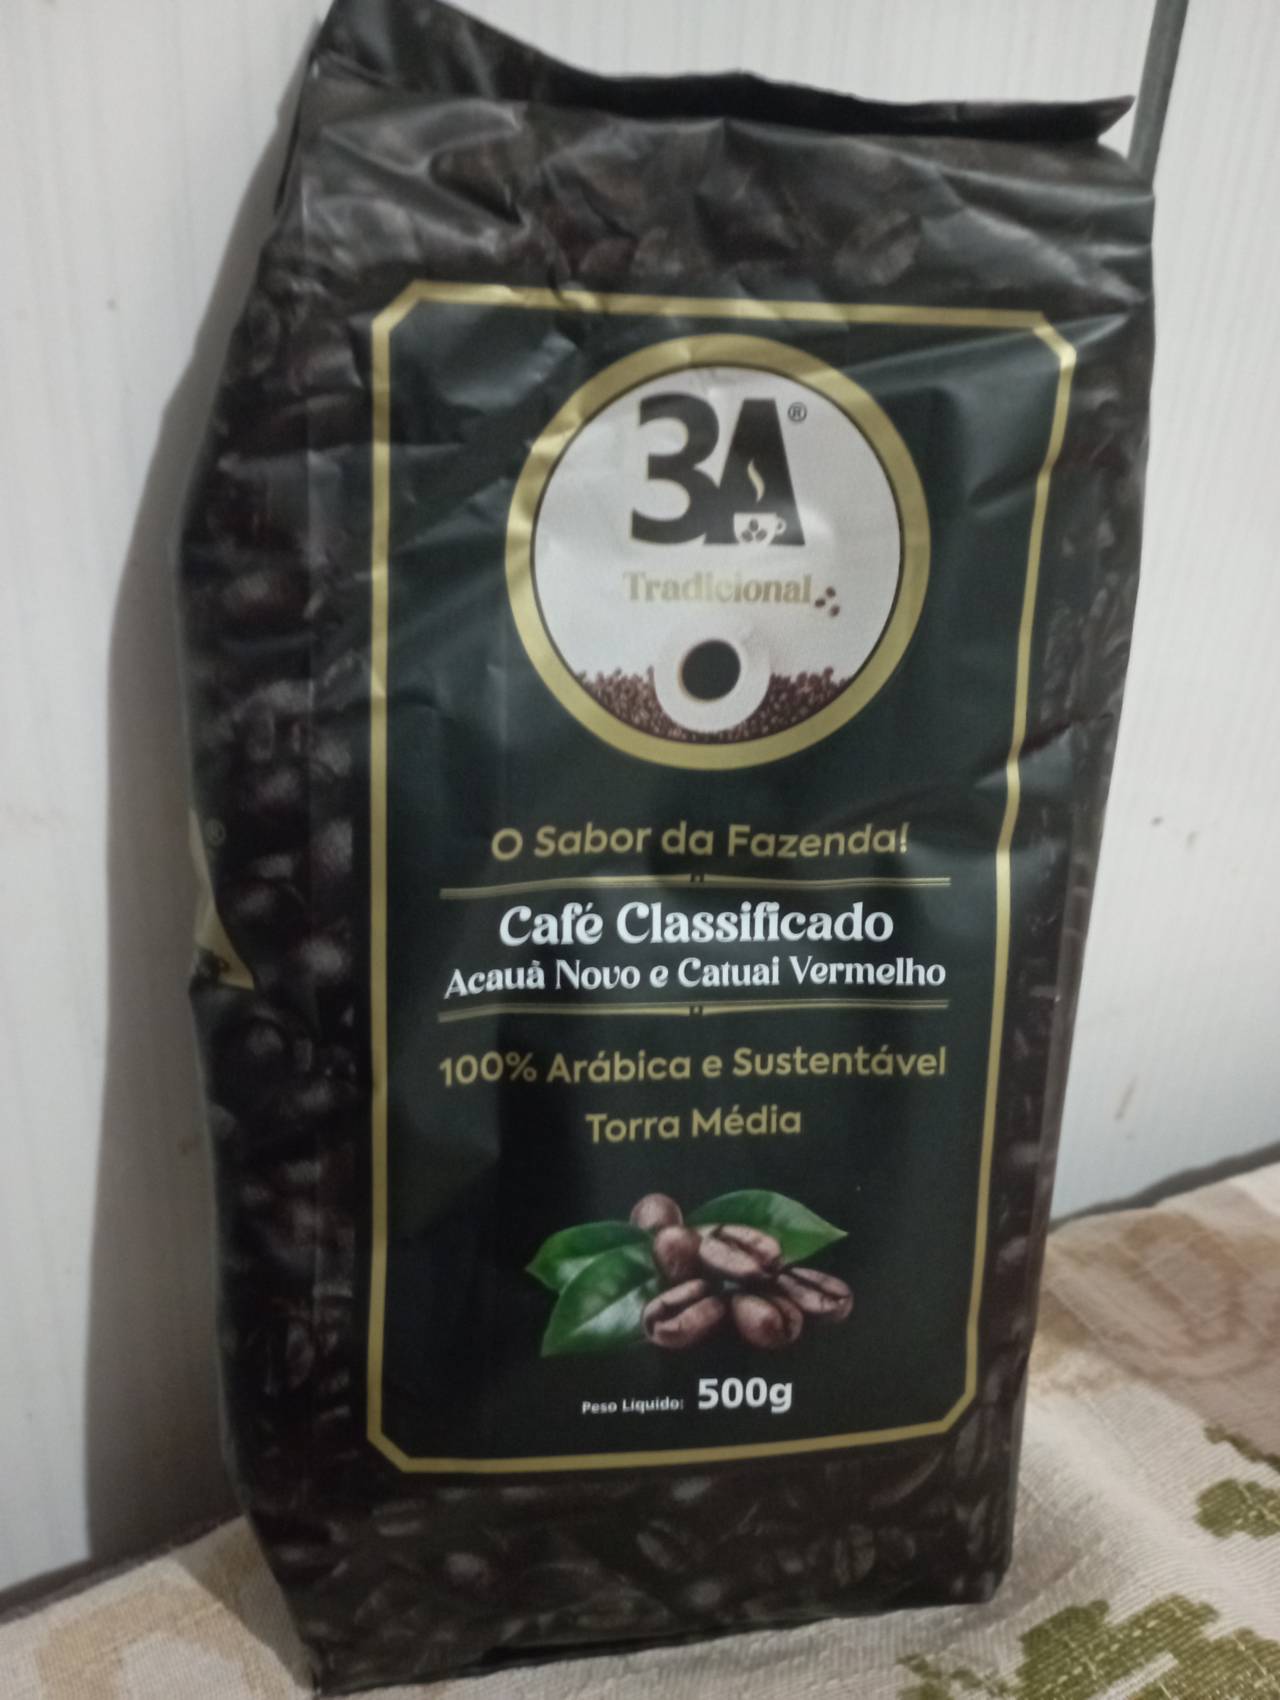 3A®
Tradicional
O Sabor da Fazenda!
Café Classificado
Acauã Novo e Catuai Vermelho
100% Arábica e Sustentável
Torra Média
Peso Líquido: 500g
®